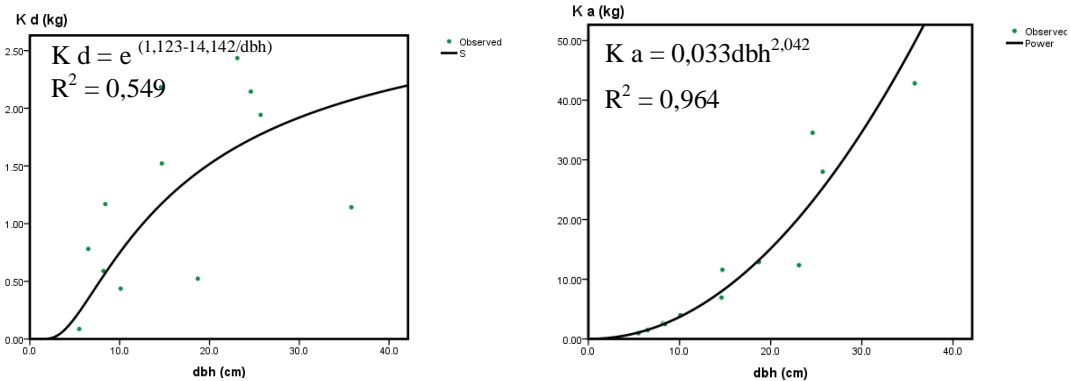 K d (kg)
K d = e^(1,123-14,142/dbh)
R² = 0,549
2.50
2.00
1.50
1.00
0.50
0.00
0.0 10.0 20.0 30.0 40.0
dbh (cm)
Observed
S
K a (kg)
K a = 0,033dbh^2,042
R² = 0,964
50.00
40.00
30.00
20.00
10.00
0.00
0.0 10.0 20.0 30.0 40.0
dbh (cm)
Observed
Power